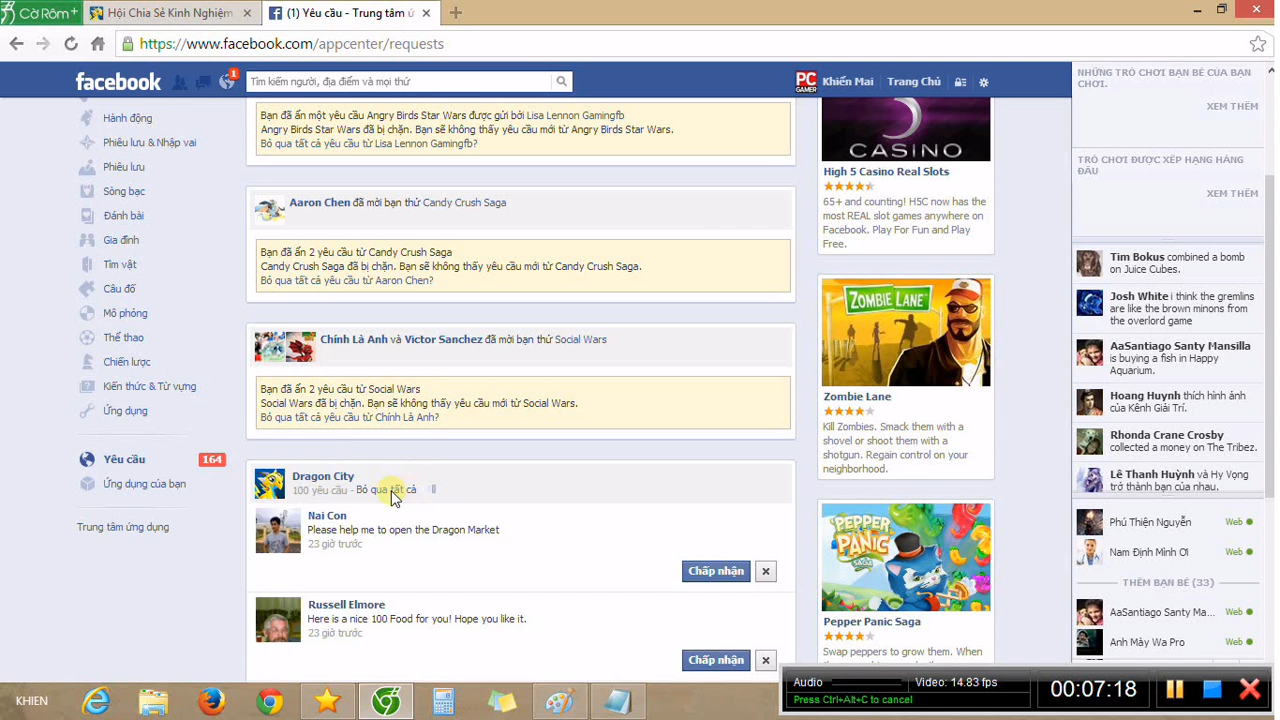 Cờ Rôm+
Hội Chia Sẻ Kinh Nghiệm
(1) Yêu cầu - Trung tâm ứ
https://www.facebook.com/appcenter/requests
facebook
1
Tìm kiếm người, địa điểm và mọi thứ
PC GAMER
Khiến Mai
Trang Chủ
Hành động
Phiêu lưu & Nhập vai
Phiêu lưu
Sòng bạc
Đánh bài
Gia đình
Tìm vật
Câu đố
Mô phỏng
Thể thao
Chiến lược
Kiến thức & Từ vựng
Ứng dụng
Yêu cầu 164
Ứng dụng của bạn
Trung tâm ứng dụng
Bạn đã ẩn một yêu cầu Angry Birds Star Wars được gửi bởi Lisa Lennon Gamingfb
Angry Birds Star Wars đã bị chặn. Bạn sẽ không thấy yêu cầu mới từ Angry Birds Star Wars.
Bỏ qua tất cả yêu cầu từ Lisa Lennon Gamingfb?
Aaron Chen đã mời bạn thử Candy Crush Saga
Bạn đã ẩn 2 yêu cầu từ Candy Crush Saga
Candy Crush Saga đã bị chặn. Bạn sẽ không thấy yêu cầu mới từ Candy Crush Saga.
Bỏ qua tất cả yêu cầu từ Aaron Chen?
Chính Là Anh và Victor Sanchez đã mời bạn thử Social Wars
Bạn đã ẩn 2 yêu cầu từ Social Wars
Social Wars đã bị chặn. Bạn sẽ không thấy yêu cầu mới từ Social Wars.
Bỏ qua tất cả yêu cầu từ Chính Là Anh?
Dragon City
100 yêu cầu - Bỏ qua tất cả
Nai Con
Please help me to open the Dragon Market
23 giờ trước
Chấp nhận
Russell Elmore
Here is a nice 100 Food for you! Hope you like it.
23 giờ trước
Chấp nhận
CASINO
High 5 Casino Real Slots
65+ and counting! H5C now has the
most REAL slot games anywhere on
Facebook. Play For Fun and Play
Free.
ZOMBIE LANE
Zombie Lane
Kill Zombies. Smack them with a
shovel or shoot them with a
shotgun. Regain control on your
neighborhood.
PEPPER PANIC SAGA
Pepper Panic Saga
Swap peppers to grow them. When
NHỮNG TRÒ CHƠI BẠN BÈ CỦA BẠN
CHƠI.
XEM THÊM
TRÒ CHƠI ĐƯỢC XẾP HẠNG HÀNG
ĐẦU
XEM THÊM
Tim Bokus combined a bomb
on Juice Cubes.
Josh White i think the gremlins
are like the brown minons from
the overlord game
AaSantiago Santy Mansilla
is buying a fish in Happy
Aquarium.
Hoang Huynh thích hình ảnh
của Kênh Giải Trí.
Rhonda Crane Crosby
collected a money on The Tribez.
Lê Thanh Huỳnh và Hy Vọng
trở thành bạn của nhau.
Phú Thiện Nguyễn Web
Nam Định Mình Ơi Web
THÊM BẠN BÈ (33)
AaSantiago Santy Ma... Web
Anh Mày Wa Pro Web
Audio
Video: 14.83 fps
Press Ctrl+Alt+C to cancel
00:07:18
KHIEN